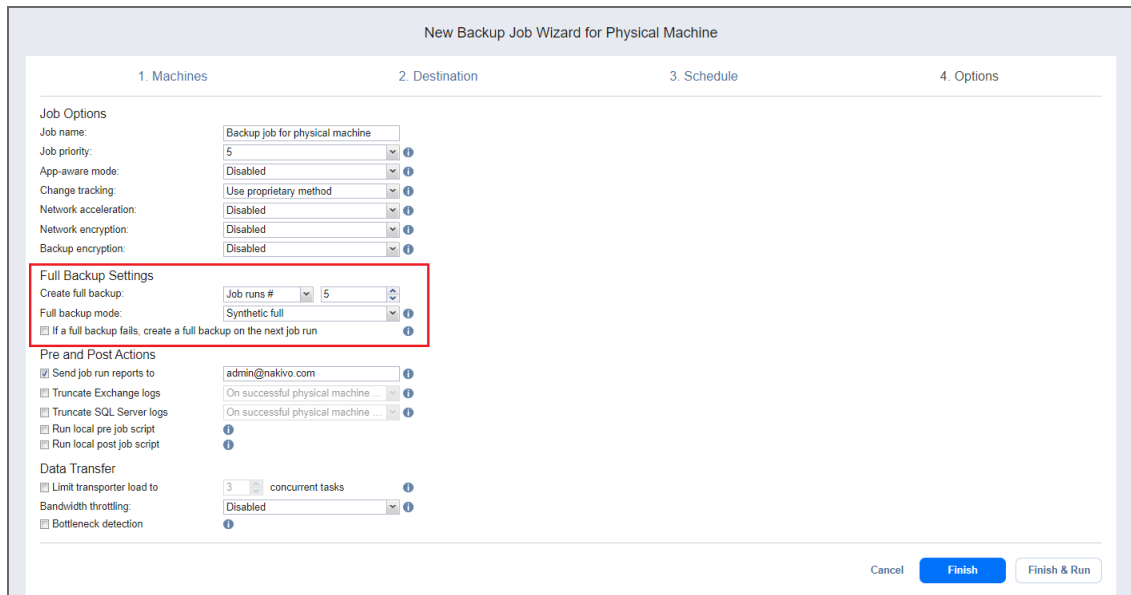 New Backup Job Wizard for Physical Machine
1. Machines 2. Destination 3. Schedule 4. Options
Job Options
Job name: Backup job for physical machine
Job priority: 5
App-aware mode: Disabled
Change tracking: Use proprietary method
Network acceleration: Disabled
Network encryption: Disabled
Backup encryption: Disabled
Full Backup Settings
Create full backup: Job runs # 5
Full backup mode: Synthetic full
If a full backup fails, create a full backup on the next job run
Pre and Post Actions
Send job run reports to admin@nakivo.com
Truncate Exchange logs On successful physical machine ...
Truncate SQL Server logs On successful physical machine ...
Run local pre job script
Run local post job script
Data Transfer
Limit transporter load to 3 concurrent tasks
Bandwidth throttling: Disabled
Bottleneck detection
Cancel Finish Finish & Run